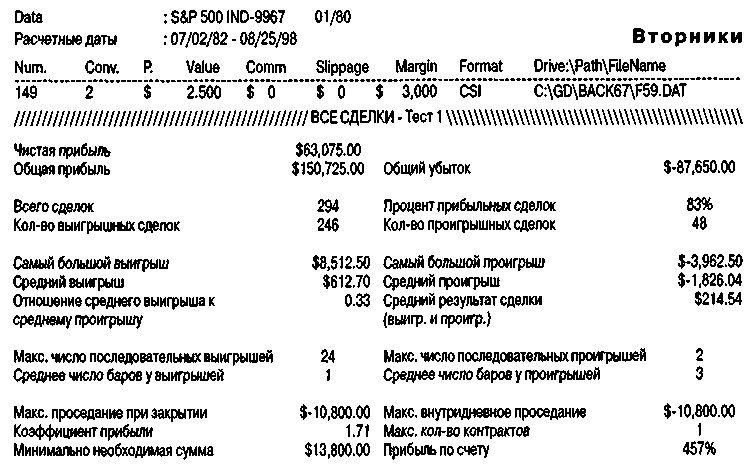 Data : S&P 500 IND-9967 01/80
Расчетные даты : 07/02/82 - 08/25/98
Вторники
Num. Conv. P. Value Comm Slippage Margin Format Drive:\Path\FileName
149 2 $ 2.500 $ 0 $ 0 $ 3,000 CSI C:\GD\BACK67\F59.DAT
//////////////////////////////////////////////// ВСЕ СДЕЛКИ - Тест 1 \\\\\\\\\\\\\\\\\\\\\\\\\\\\\\\\\\\\\\\\\\\\\\\\
Чистая прибыль $63,075.00
Общая прибыль $150,725.00 Общий убыток $-87,650.00
Всего сделок 294 Процент прибыльных сделок 83%
Кол-во выигрышных сделок 246 Кол-во проигрышных сделок 48
Самый большой выигрыш $8,512.50 Самый большой проигрыш $-3,962.50
Средний выигрыш $612.70 Средний проигрыш $-1,826.04
Отношение среднего выигрыша к 0.33 Средний результат сделки $214.54
среднему проигрышу (выигр. и проигр.)
Макс. число последовательных выигрышей 24 Макс. число последовательных проигрышей 2
Среднее число баров у выигрышей 1 Среднее число баров у проигрышей 3
Макс. проседание при закрытии $-10,800.00 Макс. внутридневное проседание $-10,800.00
Коэффициент прибыли 1.71 Макс. кол-во контрактов 1
Минимально необходимая сумма $13,800.00 Прибыль по счету 457%